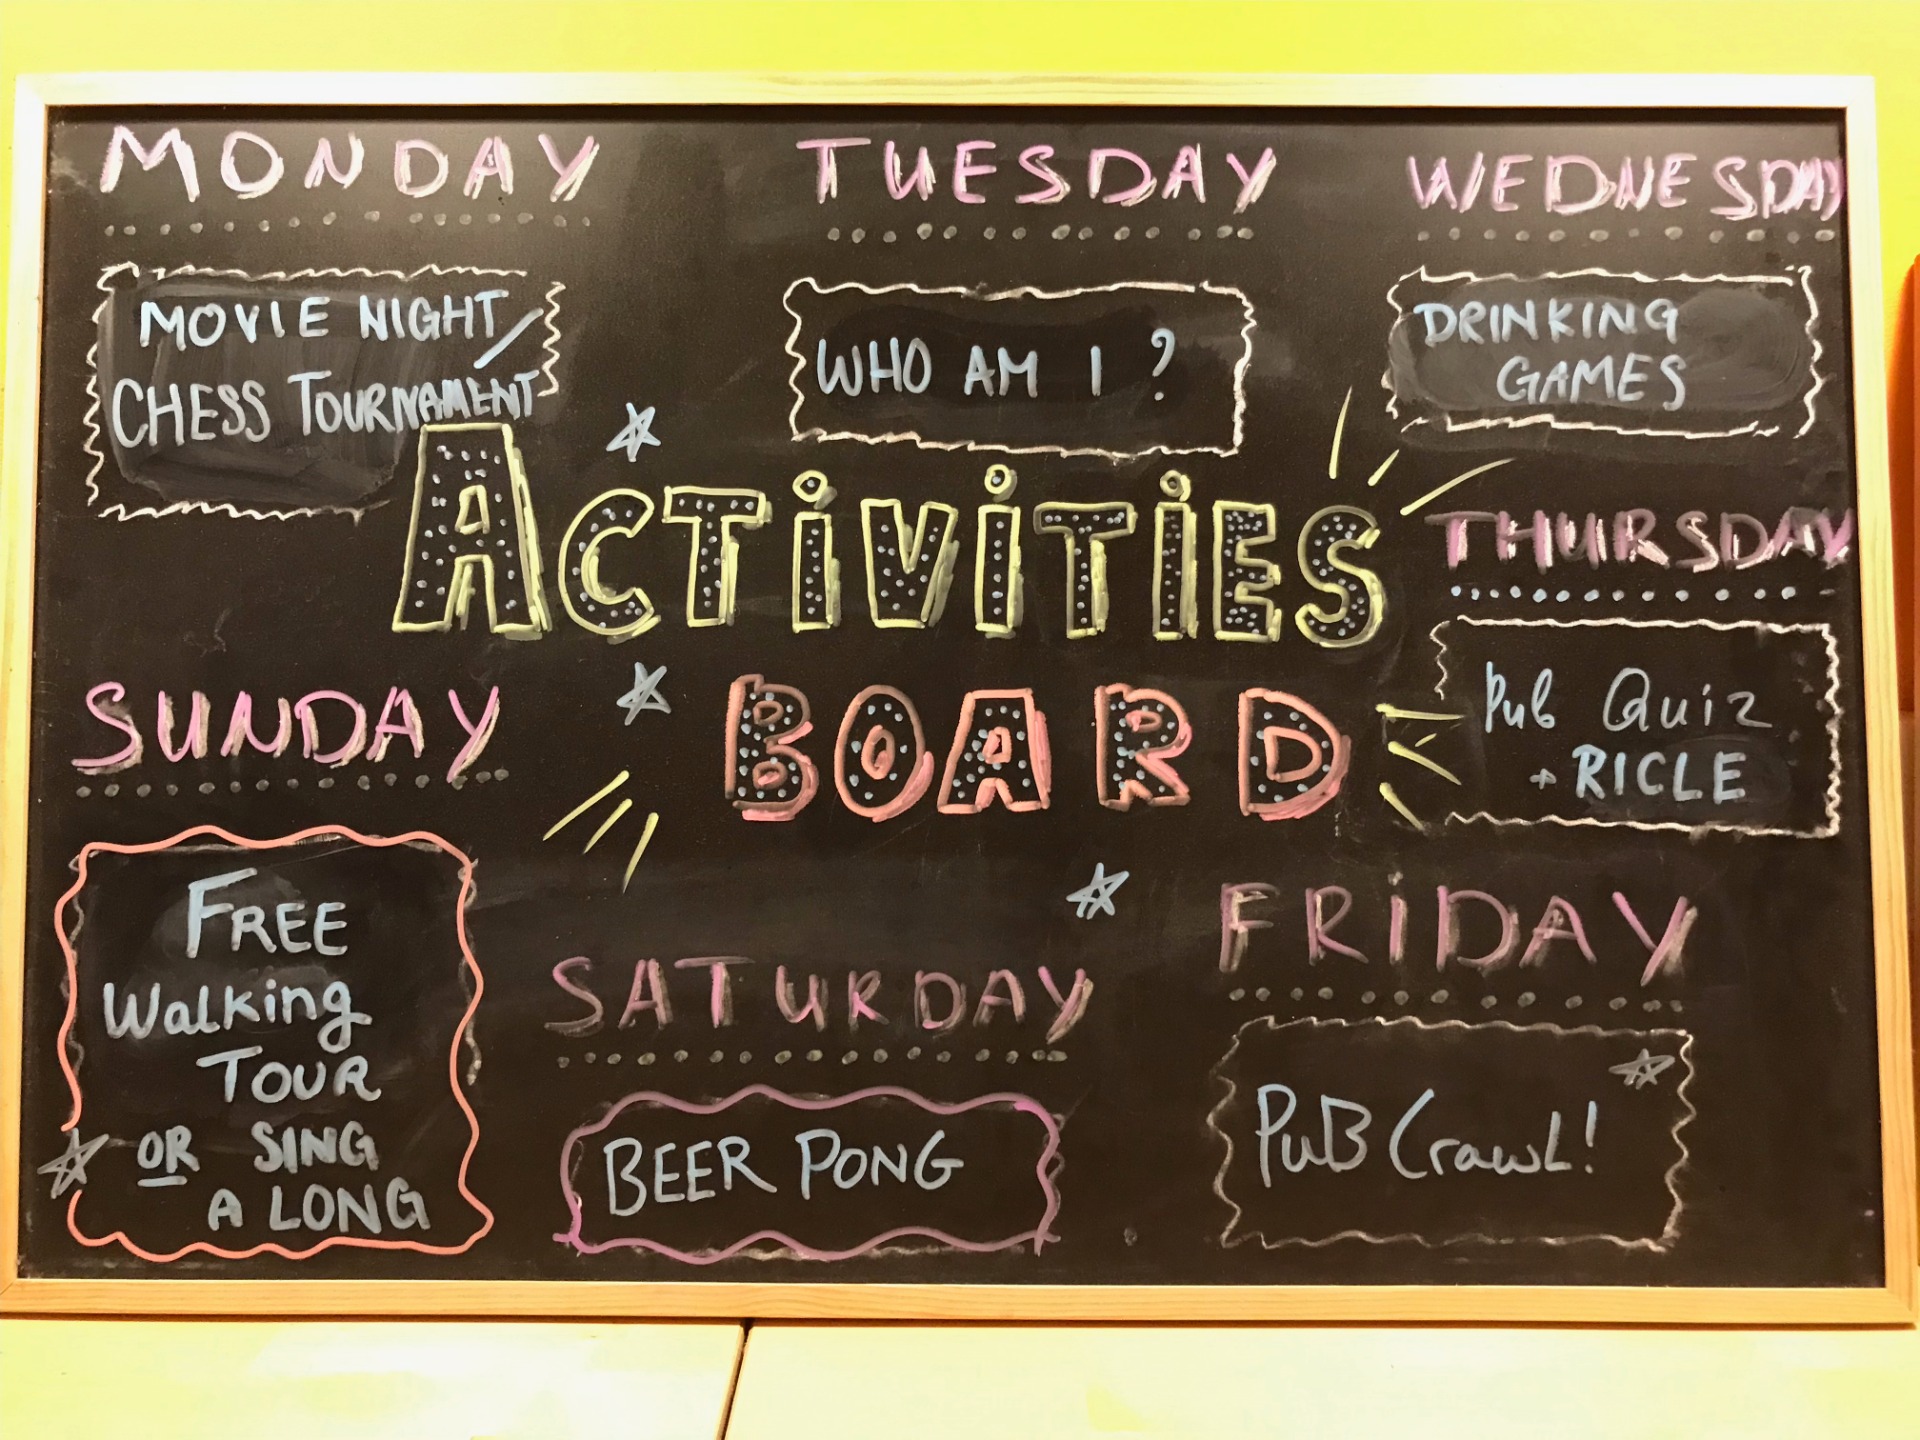 MONDAY
MOVIE NIGHT/
CHESS TOURNAMENT
TUESDAY
WHO AM I ?
WEDNESDAY
DRINKING
GAMES
ACTiViTiES
BOARD
THURSDAY
Pub Quiz
+ RICLE
FRiDAY
PuB CrawL!
SATURDAY
BEER PONG
SUNDAY
FREE
Walking
TOUR
OR SING
A LONG